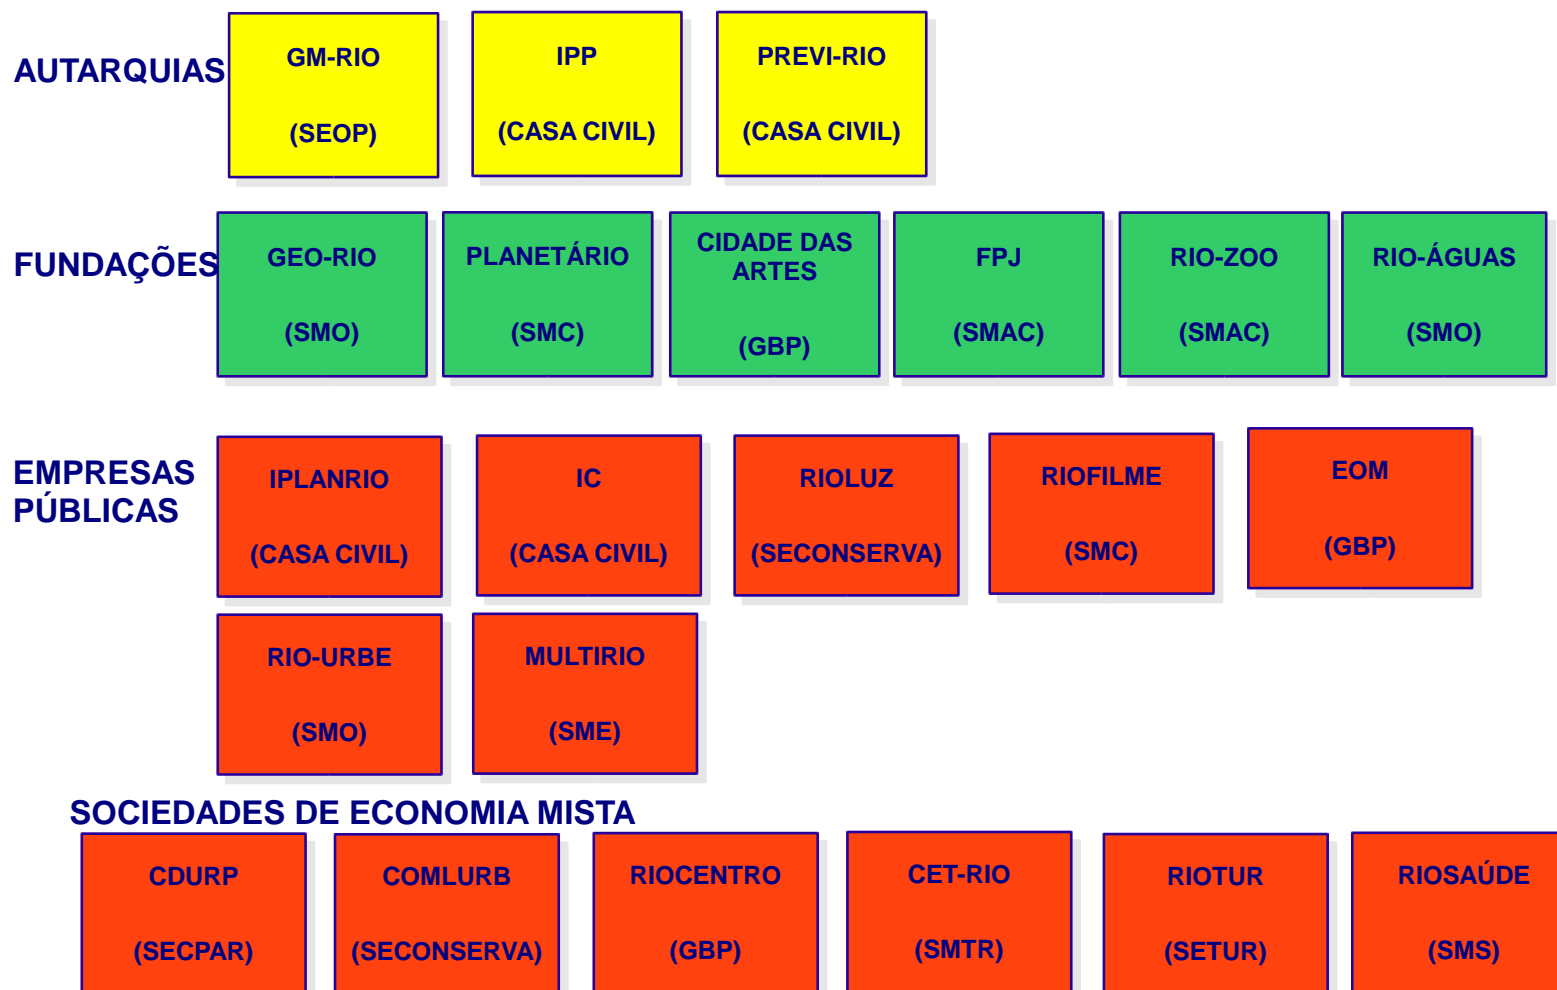 AUTARQUIAS
GM-RIO
(SEOP)
IPP
(CASA CIVIL)
PREVI-RIO
(CASA CIVIL)
FUNDAÇÕES
GEO-RIO
(SMO)
PLANETÁRIO
(SMC)
CIDADE DAS
ARTES
(GBP)
FPJ
(SMAC)
RIO-ZOO
(SMAC)
RIO-ÁGUAS
(SMO)
EMPRESAS
PÚBLICAS
IPLANRIO
(CASA CIVIL)
IC
(CASA CIVIL)
RIOLUZ
(SECONSERVA)
RIOFILME
(SMC)
EOM
(GBP)
RIO-URBE
(SMO)
MULTIRIO
(SME)
SOCIEDADES DE ECONOMIA MISTA
CDURP
(SECPAR)
COMLURB
(SECONSERVA)
RIOCENTRO
(GBP)
CET-RIO
(SMTR)
RIOTUR
(SETUR)
RIOSAÚDE
(SMS)